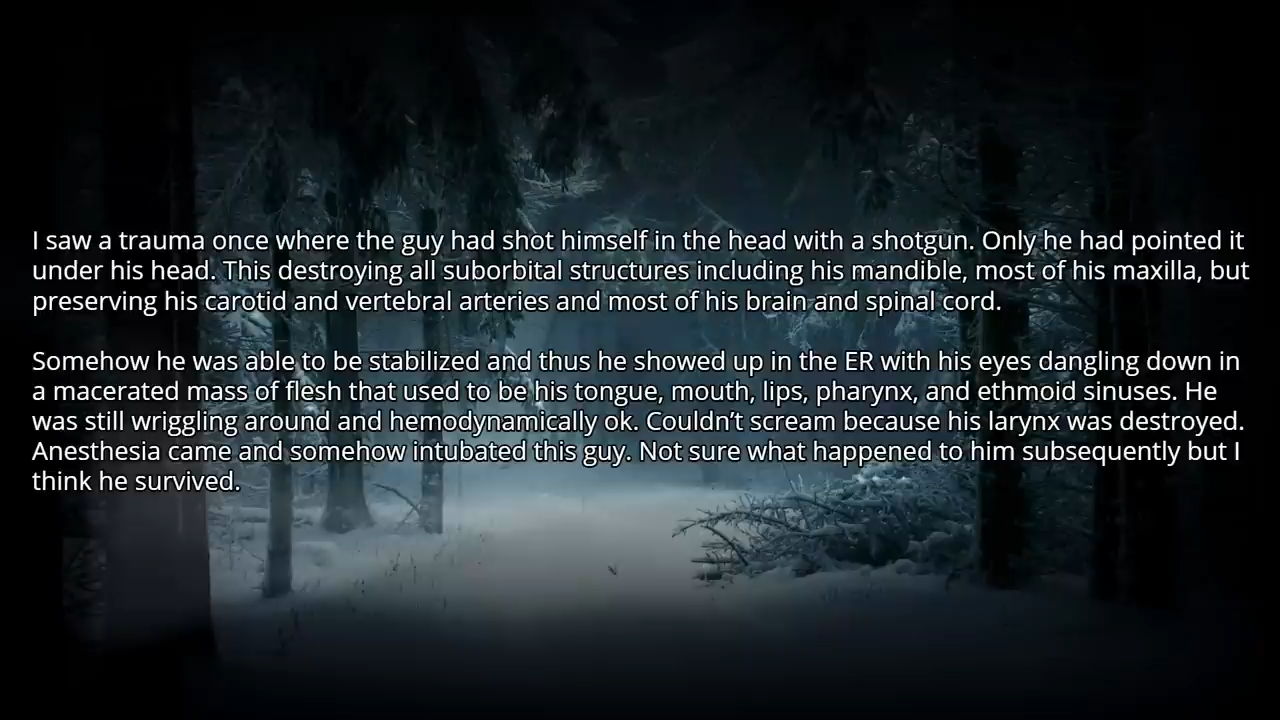 I saw a trauma once where the guy had shot himself in the head with a shotgun. Only he had pointed it
under his head. This destroying all suborbital structures including his mandible, most of his maxilla, but
preserving his carotid and vertebral arteries and most of his brain and spinal cord.
Somehow he was able to be stabilized and thus he showed up in the ER with his eyes dangling down in
a macerated mass of flesh that used to be his tongue, mouth, lips, pharynx, and ethmoid sinuses. He
was still wriggling around and hemodynamically ok. Couldn’t scream because his larynx was destroyed.
Anesthesia came and somehow intubated this guy. Not sure what happened to him subsequently but I
think he survived.